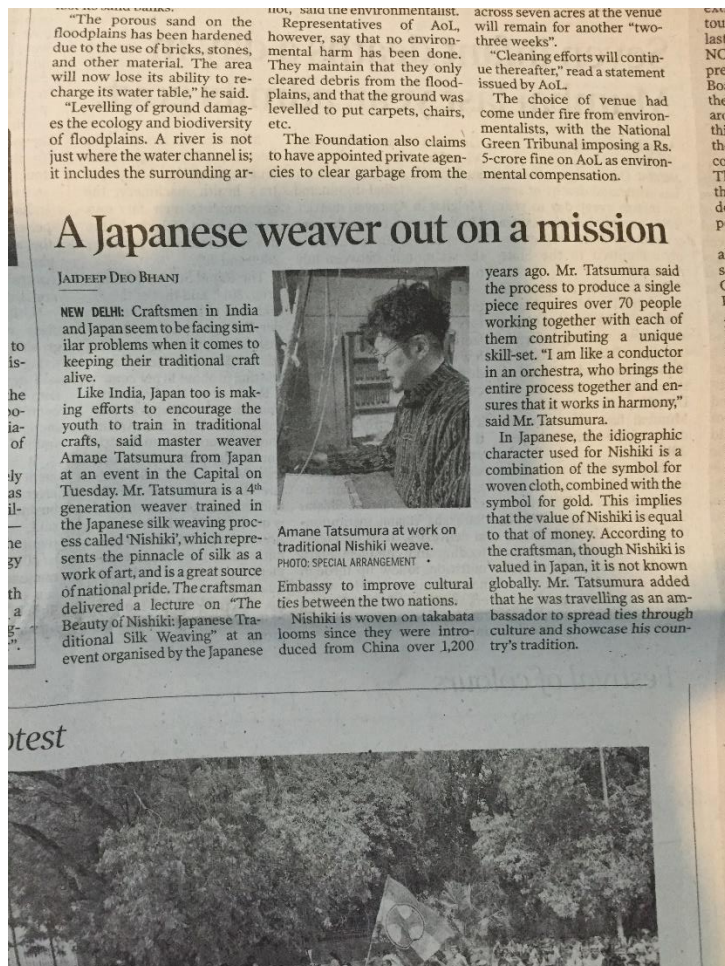 "The porous sand on the
floodplains has been hardened
due to the use of bricks, stones,
and other material. The area
will now lose its ability to re-
charge its water table," he said.
"Levelling of ground damag-
es the ecology and biodiversity
of floodplains. A river is not
just where the water channel is;
it includes the surrounding ar-
not, said the environmentalist.
Representatives of AoL,
however, say that no environ-
mental harm has been done.
They maintain that they only
cleared debris from the flood-
plains, and that the ground was
levelled to put carpets, chairs,
etc.
The Foundation also claims
to have appointed private agen-
cies to clear garbage from the
across seven acres at the venue
will remain for another "two-
three weeks".
"Cleaning efforts will contin-
ue thereafter," read a statement
issued by AoL.
The choice of venue had
come under fire from environ-
mentalists, with the National
Green Tribunal imposing a Rs.
5-crore fine on AoL as environ-
mental compensation.
A Japanese weaver out on a mission
JAIDEEP DEO BHANJ
NEW DELHI: Craftsmen in India
and Japan seem to be facing sim-
ilar problems when it comes to
keeping their traditional craft
alive.
Like India, Japan too is mak-
ing efforts to encourage the
youth to train in traditional
crafts, said master weaver
Amane Tatsumura from Japan
at an event in the Capital on
Tuesday. Mr. Tatsumura is a 4th
generation weaver trained in
the Japanese silk weaving proc-
ess called 'Nishiki', which repre-
sents the pinnacle of silk as a
work of art, and is a great source
of national pride. The craftsman
delivered a lecture on "The
Beauty of Nishiki: Japanese Tra-
ditional Silk Weaving" at an
event organised by the Japanese
Amane Tatsumura at work on
traditional Nishiki weave.
PHOTO: SPECIAL ARRANGEMENT
Embassy to improve cultural
ties between the two nations.
Nishiki is woven on takabata
looms since they were intro-
duced from China over 1,200
years ago. Mr. Tatsumura said
the process to produce a single
piece requires over 70 people
working together with each of
them contributing a unique
skill-set. "I am like a conductor
in an orchestra, who brings the
entire process together and en-
sures that it works in harmony,"
said Mr. Tatsumura.
In Japanese, the idiographic
character used for Nishiki is a
combination of the symbol for
woven cloth, combined with the
symbol for gold. This implies
that the value of Nishiki is equal
to that of money. According to
the craftsman, though Nishiki is
valued in Japan, it is not known
globally. Mr. Tatsumura added
that he was travelling as an am-
bassador to spread ties through
culture and showcase his coun-
try's tradition.